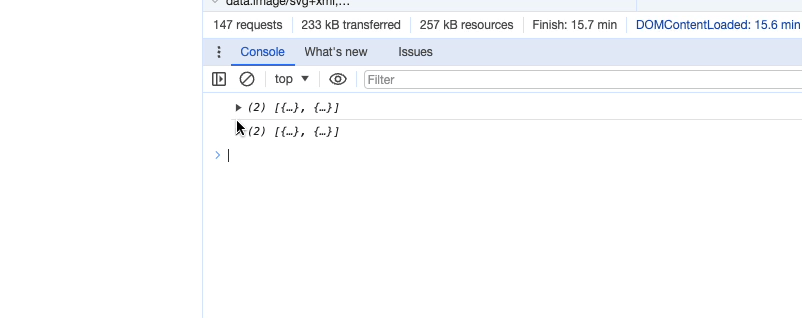 data:image/svg+xml,…
147 requests 233 kB transferred 257 kB resources Finish: 15.7 min DOMContentLoaded: 15.6 min
Console What's new Issues
top Filter
(2) [{…}, {…}]
(2) [{…}, {…}]